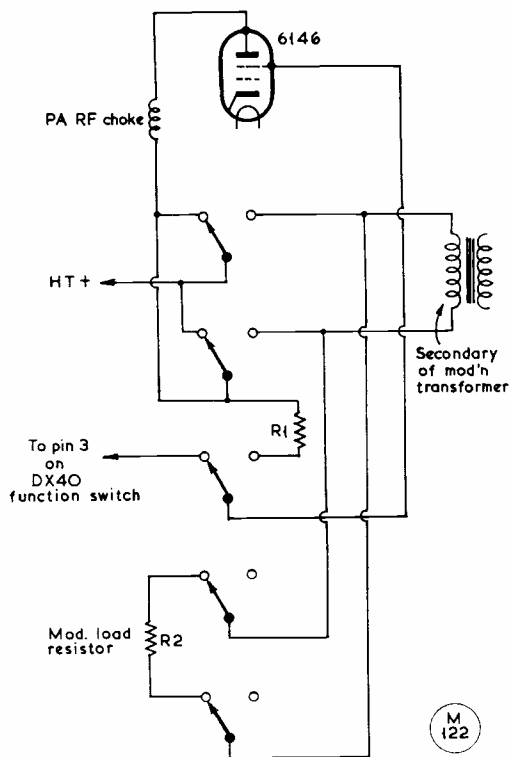 6146
PA RF choke
HT+
Secondary
of mod'n
transformer
R1
To pin 3
on
DX40
function switch
Mod. load
resistor
R2
M
122